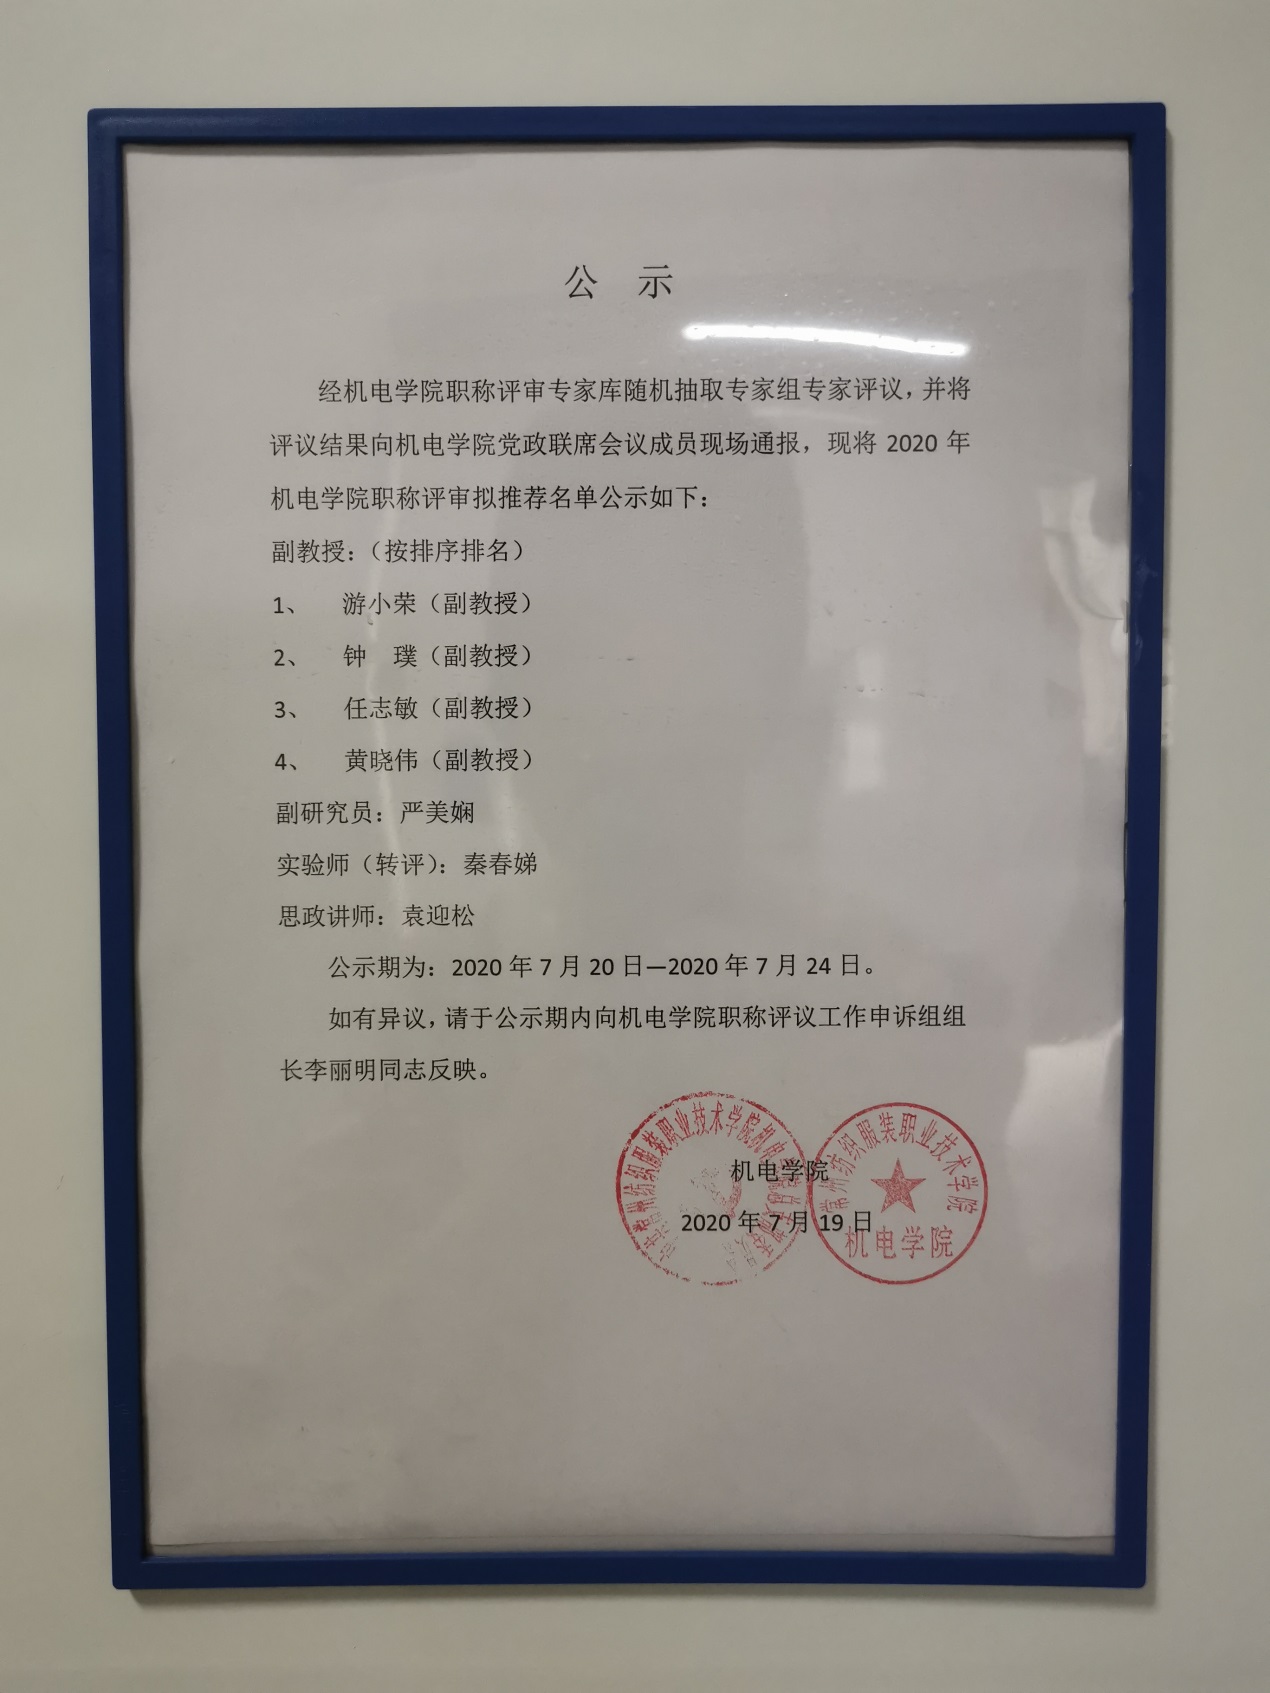 公 示
经机电学院职称评审专家库随机抽取专家组专家评议，并将
评议结果向机电学院党政联席会议成员现场通报，现将 2020 年
机电学院职称评审拟推荐名单公示如下：
副教授：（按排序排名）
1、 游小荣（副教授）
2、 钟 璞（副教授）
3、 任志敏（副教授）
4、 黄晓伟（副教授）
副研究员：严美娴
实验师（转评）：秦春娣
思政讲师：袁迎松
公示期为：2020 年 7 月 20 日—2020 年 7 月 24 日。
如有异议，请于公示期内向机电学院职称评议工作申诉组组
长李丽明同志反映。
机电学院
2020 年 7 月 19 日
常州纺织服装职业技术学院
机电学院